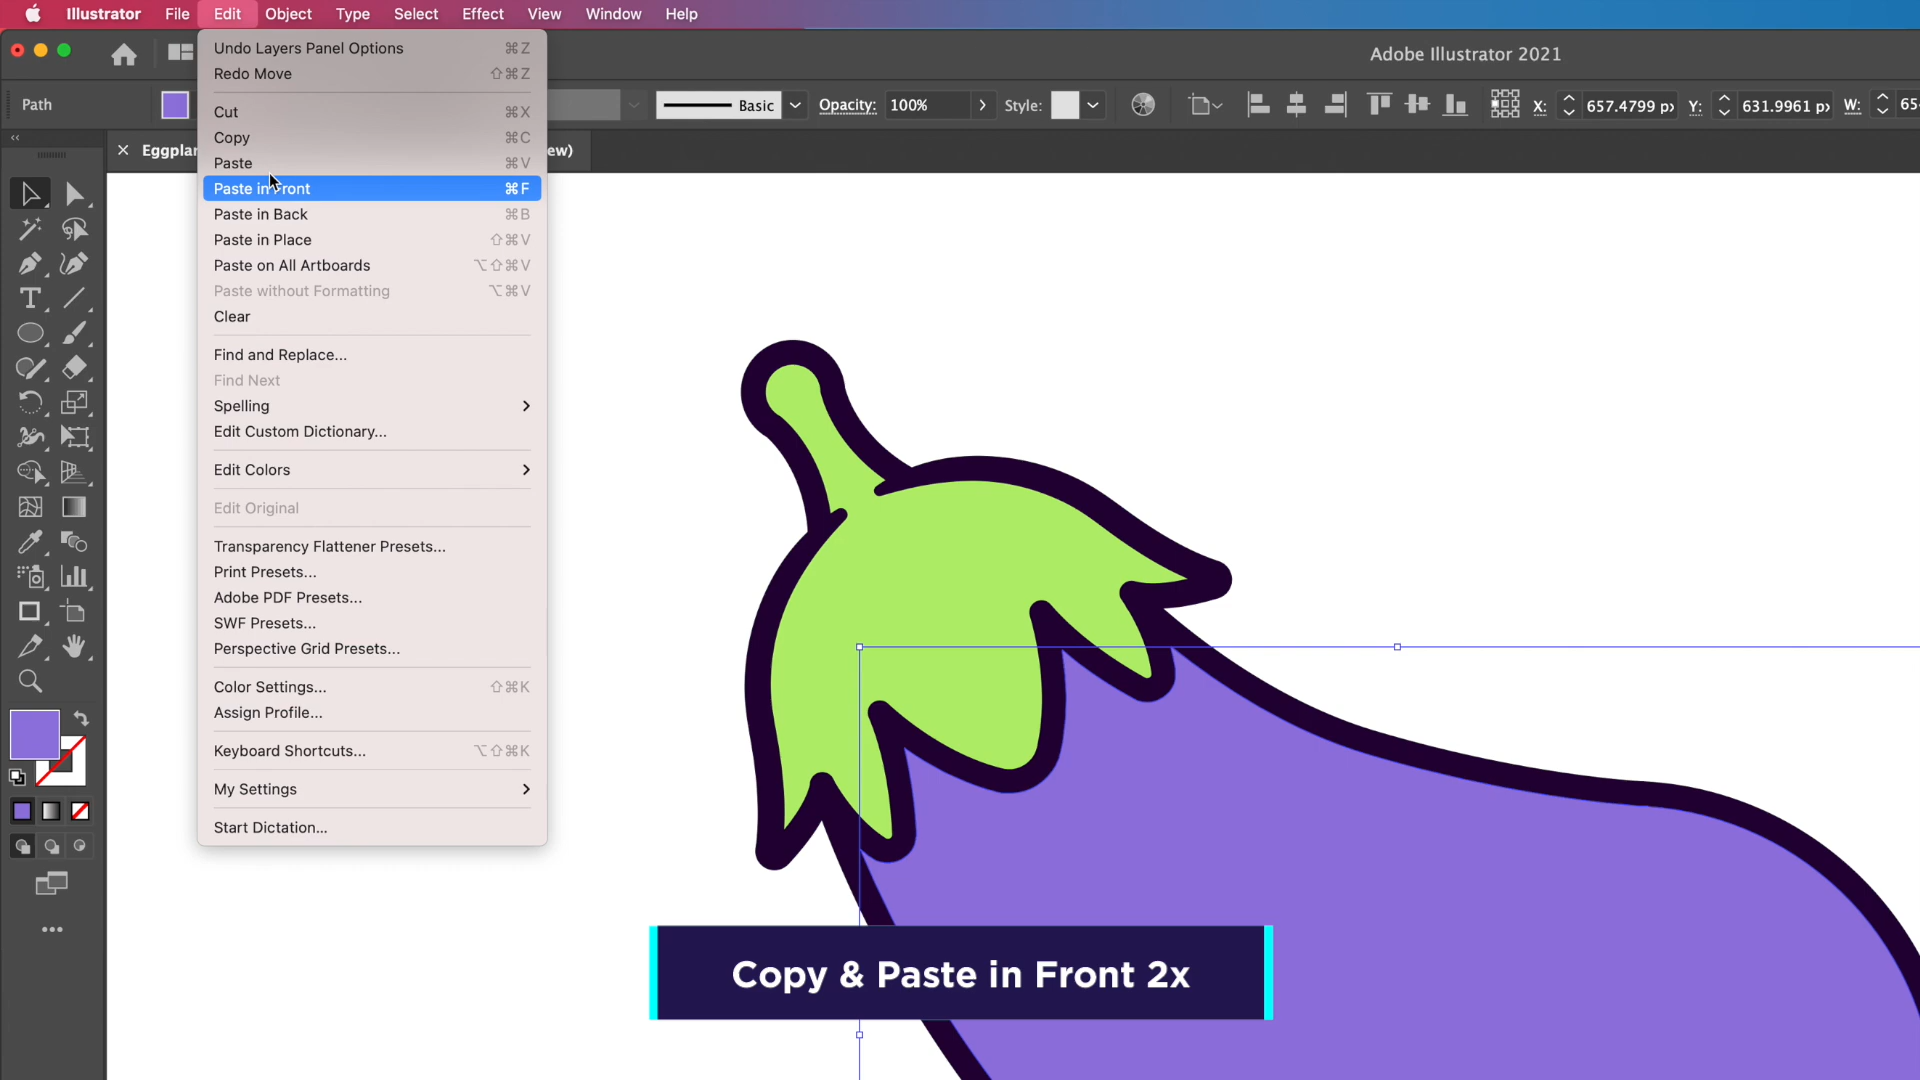 Illustrator File Edit Object Type Select Effect View Window Help
Adobe Illustrator 2021
Path
Basic
Opacity: 100%
Style:
X: 657.4799 p
Y: 631.9961 p
W: 65
Eggplan
ew)
Undo Layers Panel Options ⌘Z
Redo Move ⇧⌘Z
Cut ⌘X
Copy ⌘C
Paste ⌘V
Paste in Front ⌘F
Paste in Back ⌘B
Paste in Place ⇧⌘V
Paste on All Artboards ⌥⇧⌘V
Paste without Formatting ⌥⌘V
Clear
Find and Replace...
Find Next
Spelling
Edit Custom Dictionary...
Edit Colors
Edit Original
Transparency Flattener Presets...
Print Presets...
Adobe PDF Presets...
SWF Presets...
Perspective Grid Presets...
Color Settings... ⇧⌘K
Assign Profile...
Keyboard Shortcuts... ⌥⇧⌘K
My Settings
Start Dictation...
Copy & Paste in Front 2x